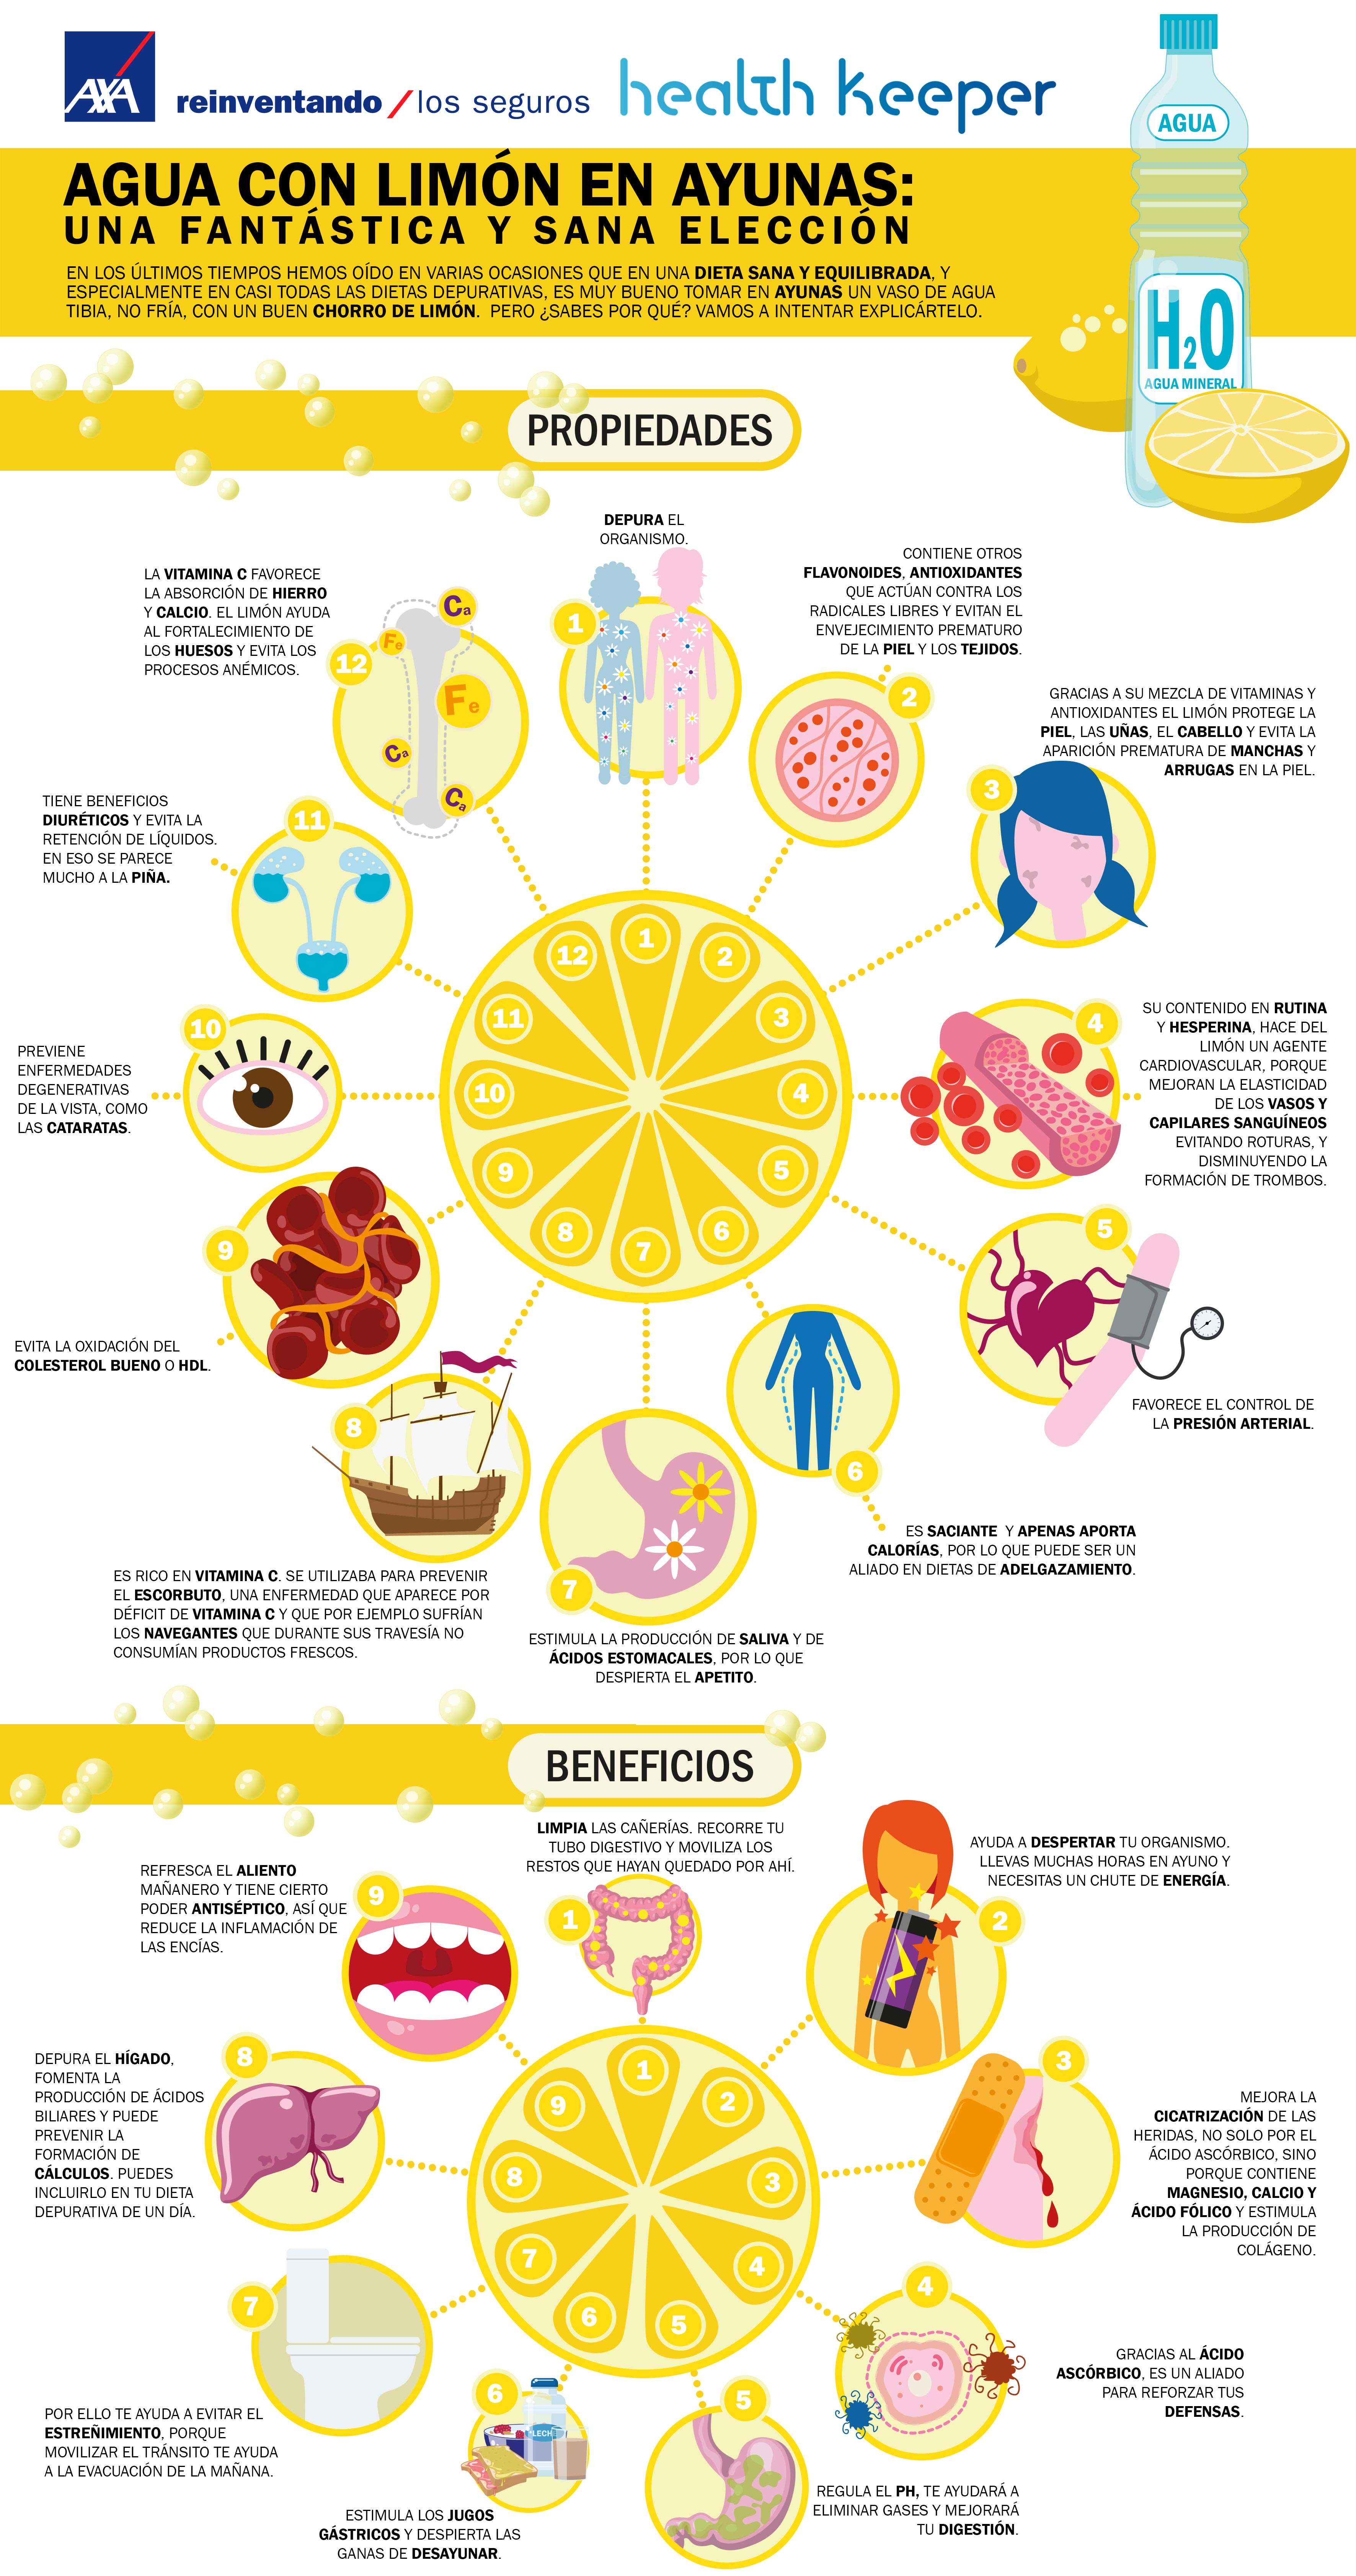 AXA
reinventando / los seguros
health keeper
AGUA
AGUA CON LIMÓN EN AYUNAS:
UNA FANTÁSTICA Y SANA ELECCIÓN
EN LOS ÚLTIMOS TIEMPOS HEMOS OÍDO EN VARIAS OCASIONES QUE EN UNA DIETA SANA Y EQUILIBRADA, Y
ESPECIALMENTE EN CASI TODAS LAS DIETAS DEPURATIVAS, ES MUY BUENO TOMAR EN AYUNAS UN VASO DE AGUA
TIBIA, NO FRÍA, CON UN BUEN CHORRO DE LIMÓN. PERO ¿SABES POR QUÉ? VAMOS A INTENTAR EXPLICÁRTELO.
H2O
AGUA MINERAL
PROPIEDADES
1
DEPURA EL
ORGANISMO.
2
CONTIENE OTROS
FLAVONOIDES, ANTIOXIDANTES
QUE ACTÚAN CONTRA LOS
RADICALES LIBRES Y EVITAN EL
ENVEJECIMIENTO PREMATURO
DE LA PIEL Y LOS TEJIDOS.
3
GRACIAS A SU MEZCLA DE VITAMINAS Y
ANTIOXIDANTES EL LIMÓN PROTEGE LA
PIEL, LAS UÑAS, EL CABELLO Y EVITA LA
APARICIÓN PREMATURA DE MANCHAS Y
ARRUGAS EN LA PIEL.
4
SU CONTENIDO EN RUTINA
Y HESPERINA, HACE DEL
LIMÓN UN AGENTE
CARDIOVASCULAR, PORQUE
MEJORAN LA ELASTICIDAD
DE LOS VASOS Y
CAPILARES SANGUÍNEOS
EVITANDO ROTURAS, Y
DISMINUYENDO LA
FORMACIÓN DE TROMBOS.
5
FAVORECE EL CONTROL DE
LA PRESIÓN ARTERIAL.
6
ES SACIANTE Y APENAS APORTA
CALORÍAS, POR LO QUE PUEDE SER UN
ALIADO EN DIETAS DE ADELGAZAMIENTO.
7
ESTIMULA LA PRODUCCIÓN DE SALIVA Y DE
ÁCIDOS ESTOMACALES, POR LO QUE
DESPIERTA EL APETITO.
8
ES RICO EN VITAMINA C. SE UTILIZABA PARA PREVENIR
EL ESCORBUTO, UNA ENFERMEDAD QUE APARECE POR
DÉFICIT DE VITAMINA C Y QUE POR EJEMPLO SUFRÍAN
LOS NAVEGANTES QUE DURANTE SUS TRAVESÍA NO
CONSUMÍAN PRODUCTOS FRESCOS.
9
EVITA LA OXIDACIÓN DEL
COLESTEROL BUENO O HDL.
10
PREVIENE
ENFERMEDADES
DEGENERATIVAS
DE LA VISTA, COMO
LAS CATARATAS.
11
TIENE BENEFICIOS
DIURÉTICOS Y EVITA LA
RETENCIÓN DE LÍQUIDOS.
EN ESO SE PARECE
MUCHO A LA PIÑA.
12
LA VITAMINA C FAVORECE
LA ABSORCIÓN DE HIERRO
Y CALCIO. EL LIMÓN AYUDA
AL FORTALECIMIENTO DE
LOS HUESOS Y EVITA LOS
PROCESOS ANÉMICOS.
Ca
Fe
Fe
Ca
Ca
1
2
3
4
5
6
7
8
9
10
11
12
BENEFICIOS
1
LIMPIA LAS CAÑERÍAS. RECORRE TU
TUBO DIGESTIVO Y MOVILIZA LOS
RESTOS QUE HAYAN QUEDADO POR AHÍ.
2
AYUDA A DESPERTAR TU ORGANISMO.
LLEVAS MUCHAS HORAS EN AYUNO Y
NECESITAS UN CHUTE DE ENERGÍA.
3
MEJORA LA
CICATRIZACIÓN DE LAS
HERIDAS, NO SOLO POR EL
ÁCIDO ASCÓRBICO, SINO
PORQUE CONTIENE
MAGNESIO, CALCIO Y
ÁCIDO FÓLICO Y ESTIMULA
LA PRODUCCIÓN DE
COLÁGENO.
4
GRACIAS AL ÁCIDO
ASCÓRBICO, ES UN ALIADO
PARA REFORZAR TUS
DEFENSAS.
5
REGULA EL PH, TE AYUDARÁ A
ELIMINAR GASES Y MEJORARÁ
TU DIGESTIÓN.
6
LECH
ESTIMULA LOS JUGOS
GÁSTRICOS Y DESPIERTA LAS
GANAS DE DESAYUNAR.
7
POR ELLO TE AYUDA A EVITAR EL
ESTREÑIMIENTO, PORQUE
MOVILIZAR EL TRÁNSITO TE AYUDA
A LA EVACUACIÓN DE LA MAÑANA.
8
DEPURA EL HÍGADO,
FOMENTA LA
PRODUCCIÓN DE ÁCIDOS
BILIARES Y PUEDE
PREVENIR LA
FORMACIÓN DE
CÁLCULOS. PUEDES
INCLUIRLO EN TU DIETA
DEPURATIVA DE UN DÍA.
9
REFRESCA EL ALIENTO
MAÑANERO Y TIENE CIERTO
PODER ANTISÉPTICO, ASÍ QUE
REDUCE LA INFLAMACIÓN DE
LAS ENCÍAS.
1
2
3
4
5
6
7
8
9